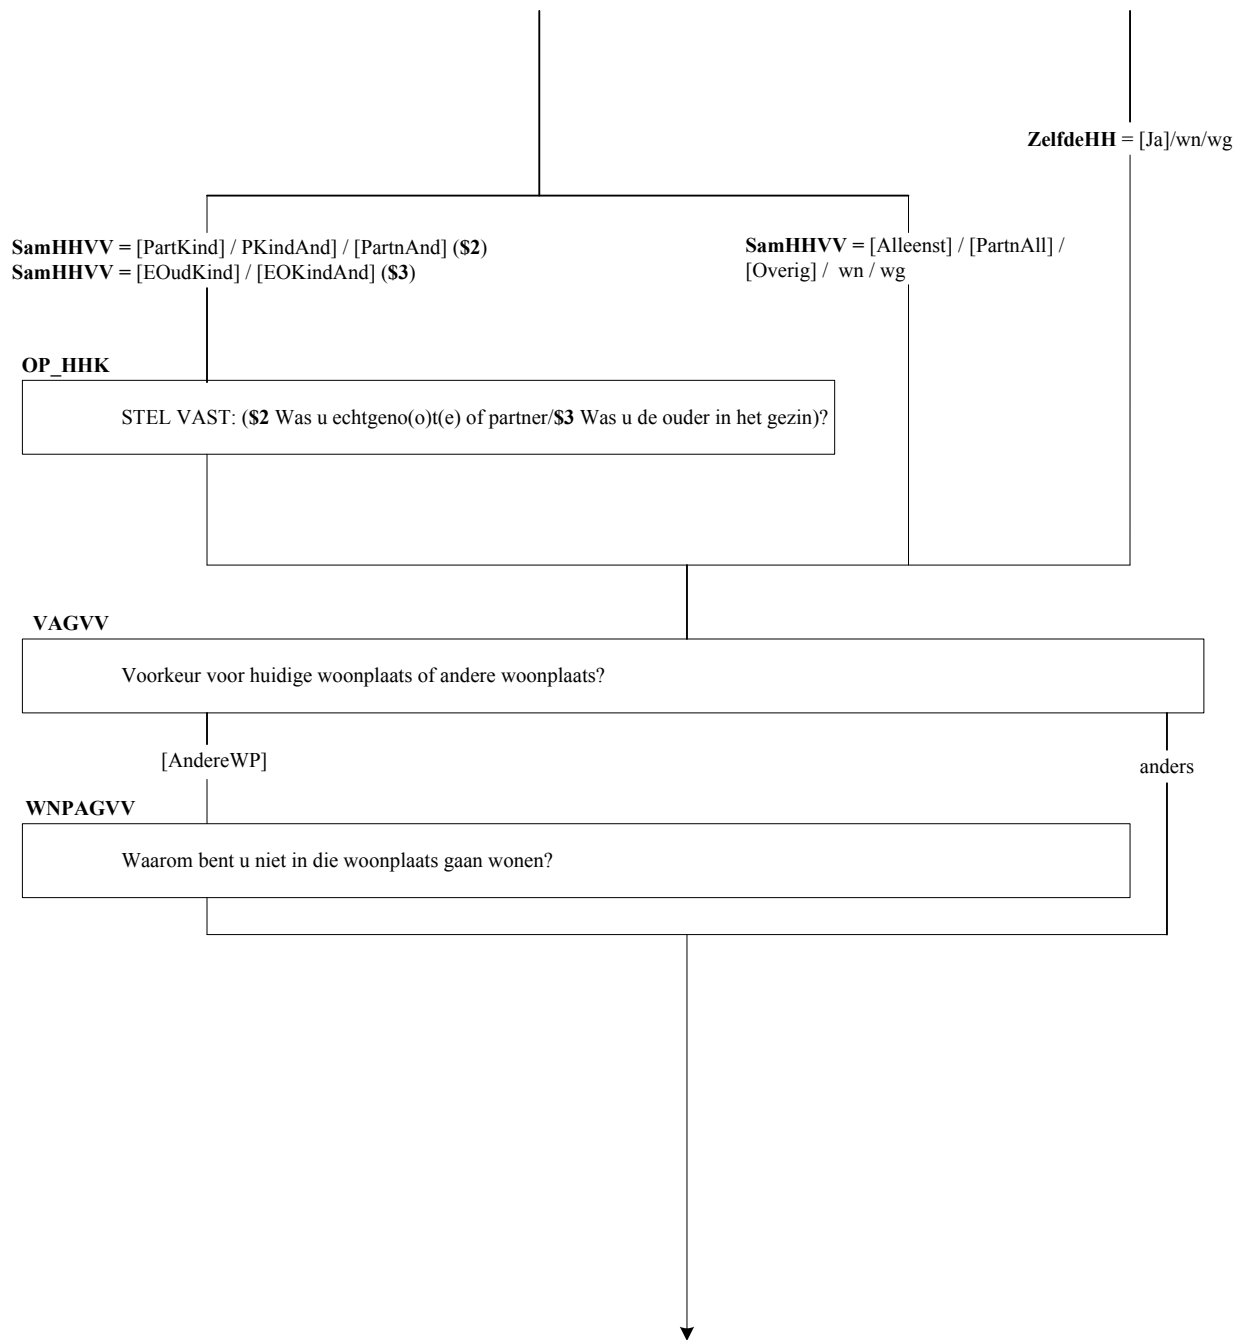 ZelfdeHH = [Ja]/wn/wg
SamHHVV = [PartKind] / PKindAnd] / [PartnAnd] ($2)
SamHHVV = [EOudKind] / [EOKindAnd] ($3)
SamHHVV = [Alleenst] / [PartnAll] /
[Overig] / wn / wg
OP_HHK
STEL VAST: ($2 Was u echtgeno(o)t(e) of partner/$3 Was u de ouder in het gezin)?
VAGVV
Voorkeur voor huidige woonplaats of andere woonplaats?
[AndereWP]
anders
WNPAGVV
Waarom bent u niet in die woonplaats gaan wonen?